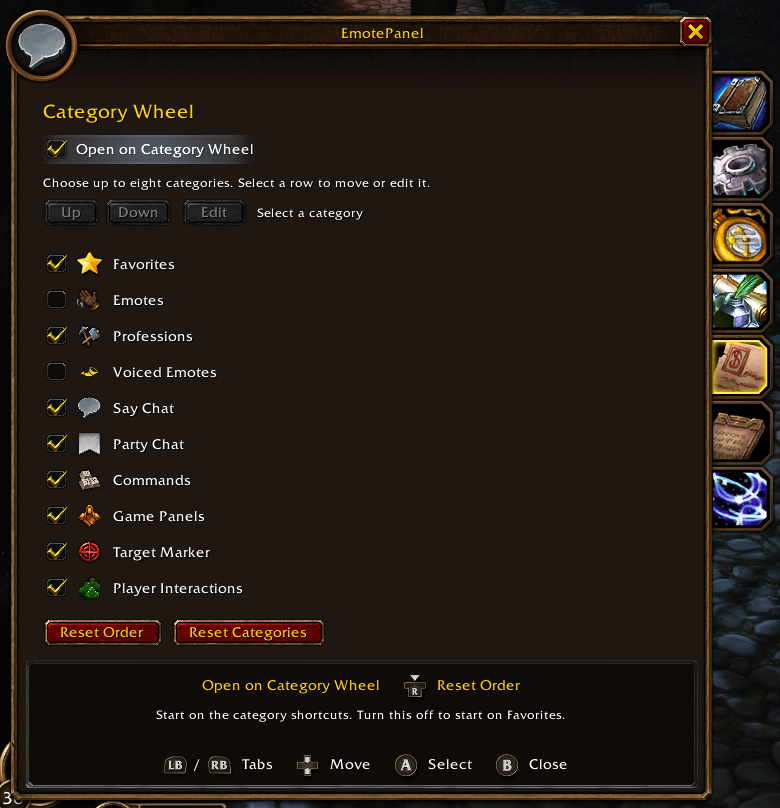 EmotePanel
Category Wheel
Open on Category Wheel
Choose up to eight categories. Select a row to move or edit it.
Up Down Edit Select a category
Favorites
Emotes
Professions
Voiced Emotes
Say Chat
Party Chat
Commands
Game Panels
Target Marker
Player Interactions
Reset Order Reset Categories
Open on Category Wheel R Reset Order
Start on the category shortcuts. Turn this off to start on Favorites.
LB / RB Tabs Move A Select B Close